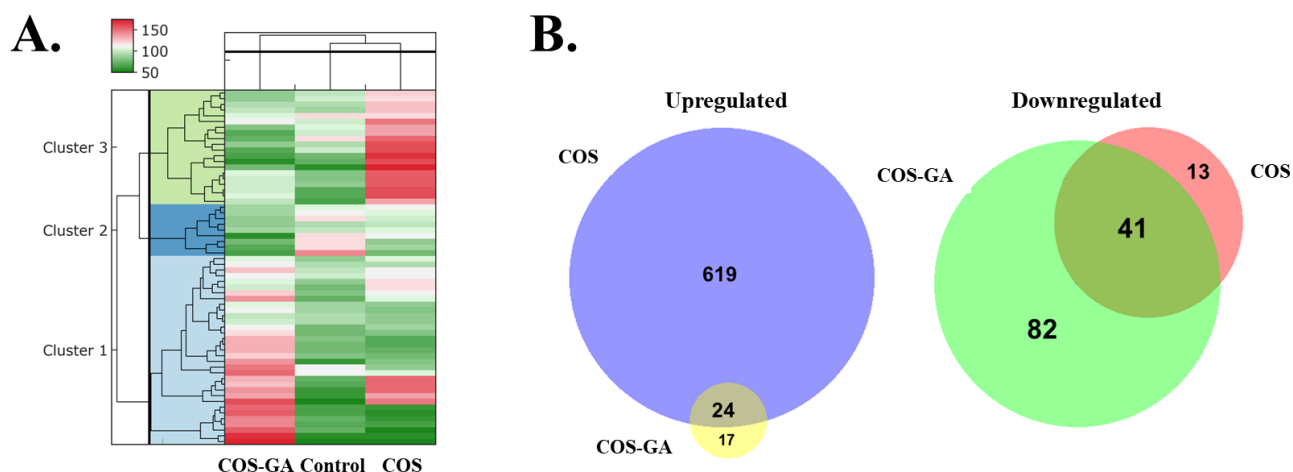 A.
150
100
50
Cluster 3
Cluster 2
Cluster 1
COS-GA Control COS
B.
Upregulated
COS
619
24
17
COS-GA
Downregulated
COS-GA
COS
13
41
82